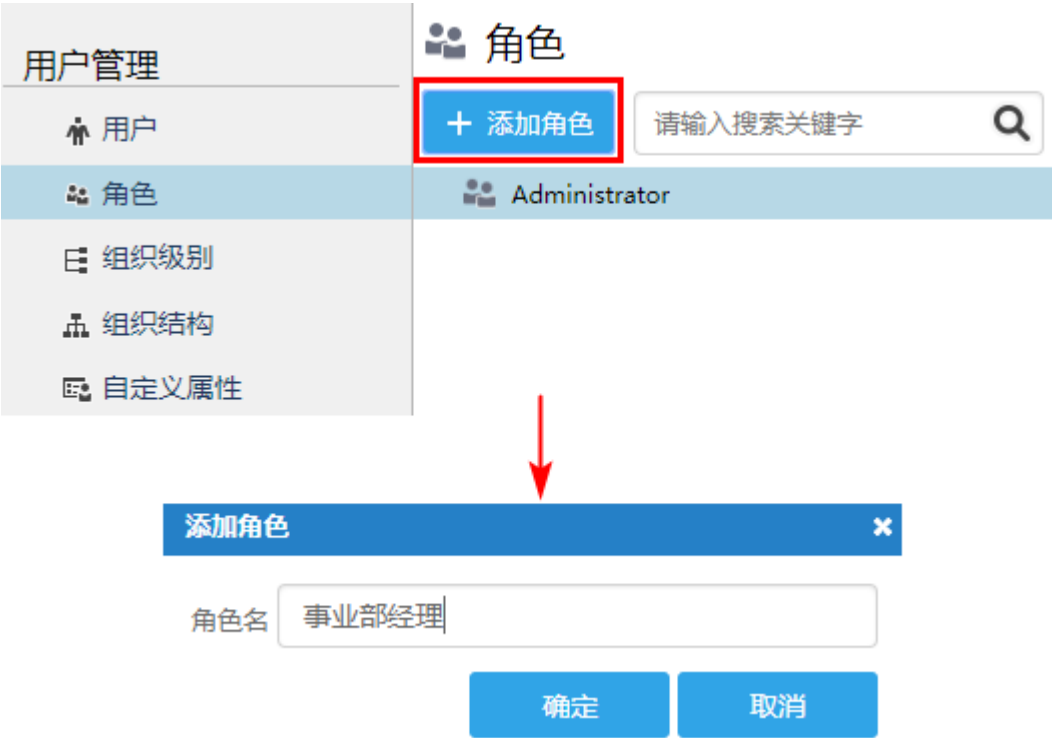 用户管理
用户
角色
组织级别
组织结构
自定义属性
角色
+ 添加角色
请输入搜索关键字
Administrator
添加角色
角色名 事业部经理
确定 取消